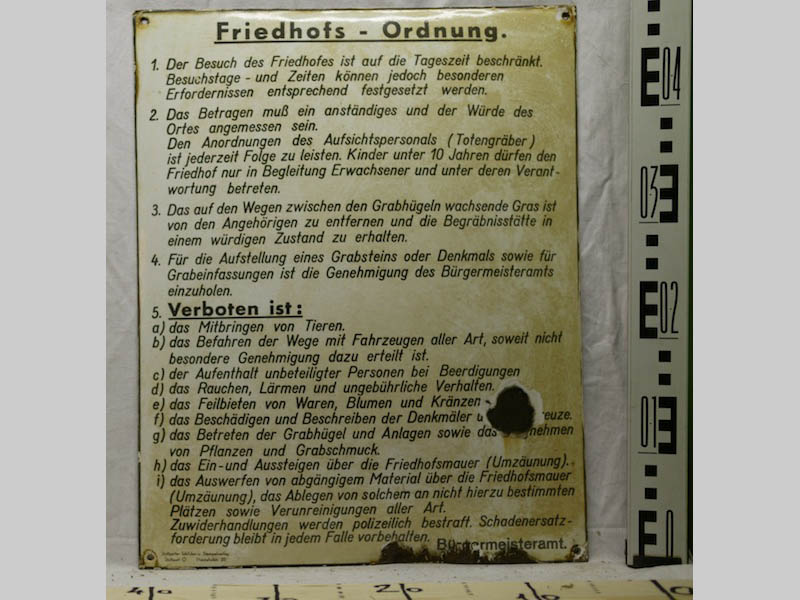 Friedhofs - Ordnung.
1. Der Besuch des Friedhofes ist auf die Tageszeit beschränkt.
Besuchstage - und Zeiten können jedoch besonderen
Erfordernissen entsprechend festgesetzt werden.
2. Das Betragen muß ein anständiges und der Würde des
Ortes angemessen sein.
Den Anordnungen des Aufsichtspersonals (Totengräber)
ist jederzeit Folge zu leisten. Kinder unter 10 Jahren dürfen den
Friedhof nur in Begleitung Erwachsener und unter deren Verant-
wortung betreten.
3. Das auf den Wegen zwischen den Grabhügeln wachsende Gras ist
von den Angehörigen zu entfernen und die Begräbnisstätte in
einem würdigen Zustand zu erhalten.
4. Für die Aufstellung eines Grabsteins oder Denkmals sowie für
Grabeinfassungen ist die Genehmigung des Bürgermeisteramts
einzuholen.
5. Verboten ist:
a) das Mitbringen von Tieren.
b) das Befahren der Wege mit Fahrzeugen aller Art, soweit nicht
besondere Genehmigung dazu erteilt ist.
c) der Aufenthalt unbeteiligter Personen bei Beerdigungen
d) das Rauchen, Lärmen und ungebührliche Verhalten.
e) das Feilbieten von Waren, Blumen und Kränzen
f) das Beschädigen und Beschreiben der Denkmäler u euze.
g) das Betreten der Grabhügel und Anlagen sowie das nehmen
von Pflanzen und Grabschmuck.
h) das Ein- und Aussteigen über die Friedhofsmauer (Umzäunung).
i) das Auswerfen von abgängigem Material über die Friedhofsmauer
(Umzäunung), das Ablegen von solchem an nicht hierzu bestimmten
Plätzen sowie Verunreinigungen aller Art.
Zuwiderhandlungen werden polizeilich bestraft. Schadenersatz-
forderung bleibt in jedem Falle vorbehalten.
Bürgermeisteramt.
04
03
02
01
0